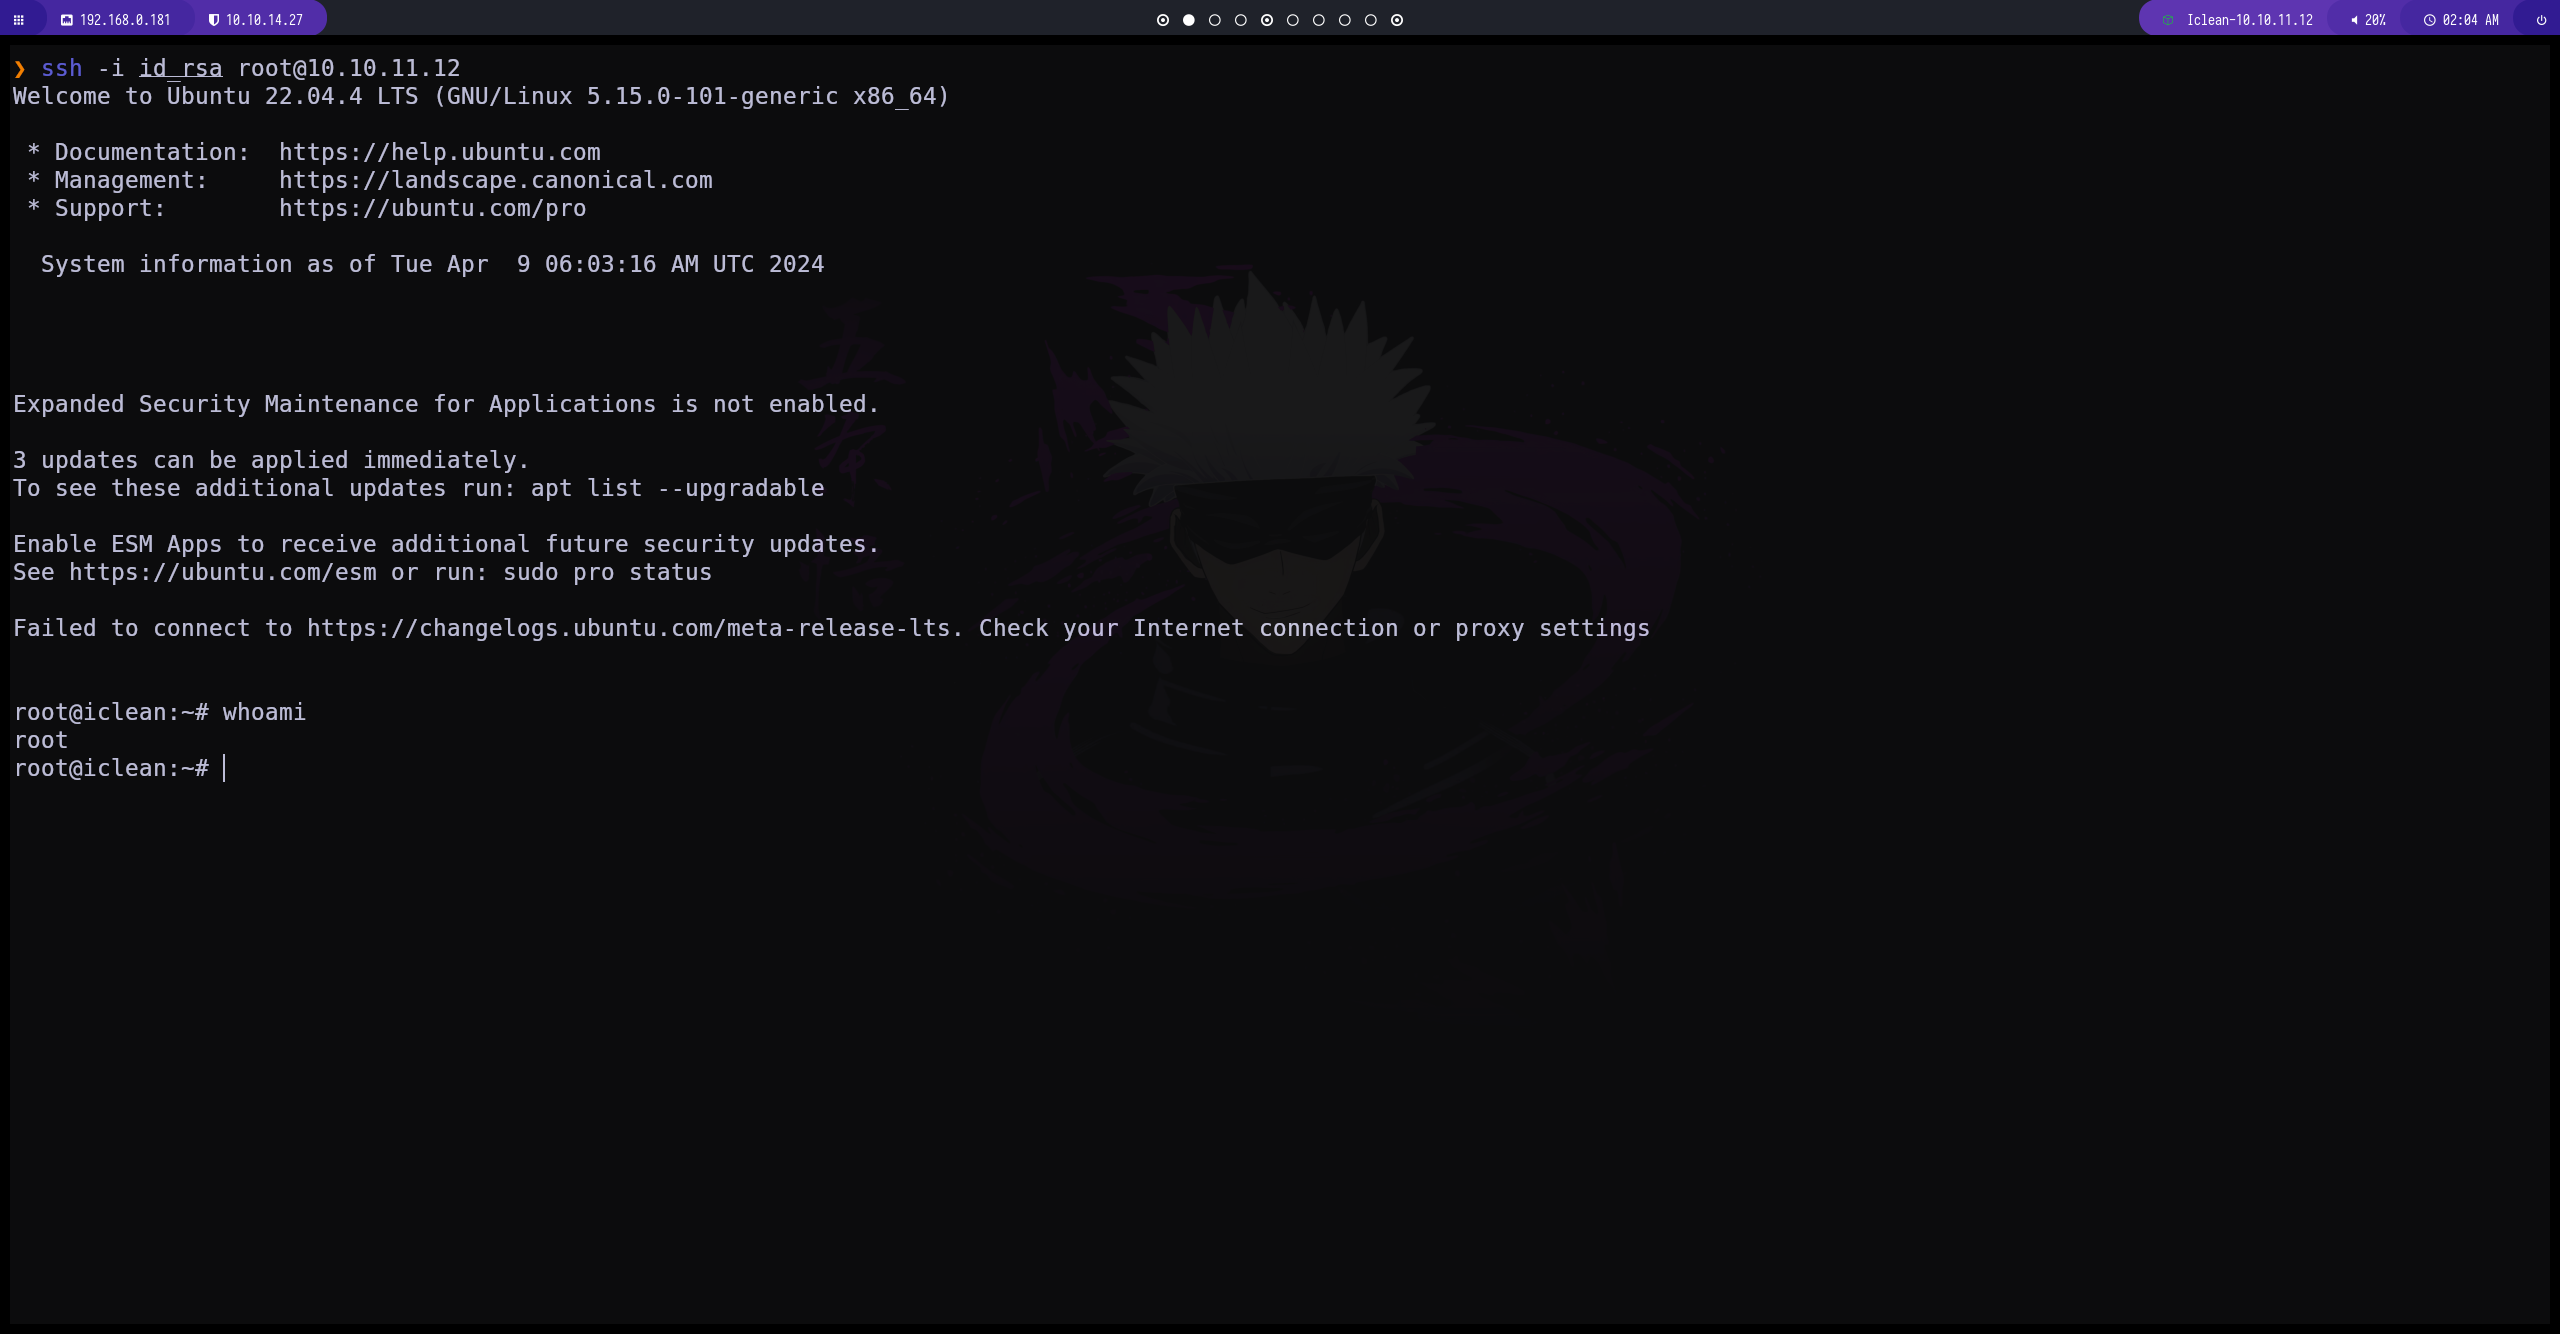 192.168.0.181 10.10.14.27 Iclean-10.10.11.12 20% 02:04 AM
❯ ssh -i id_rsa root@10.10.11.12
Welcome to Ubuntu 22.04.4 LTS (GNU/Linux 5.15.0-101-generic x86_64)
* Documentation:  https://help.ubuntu.com
* Management:     https://landscape.canonical.com
* Support:        https://ubuntu.com/pro
System information as of Tue Apr  9 06:03:16 AM UTC 2024
五
条
悟
Expanded Security Maintenance for Applications is not enabled.
3 updates can be applied immediately.
To see these additional updates run: apt list --upgradable
Enable ESM Apps to receive additional future security updates.
See https://ubuntu.com/esm or run: sudo pro status
Failed to connect to https://changelogs.ubuntu.com/meta-release-lts. Check your Internet connection or proxy settings
root@iclean:~# whoami
root
root@iclean:~#